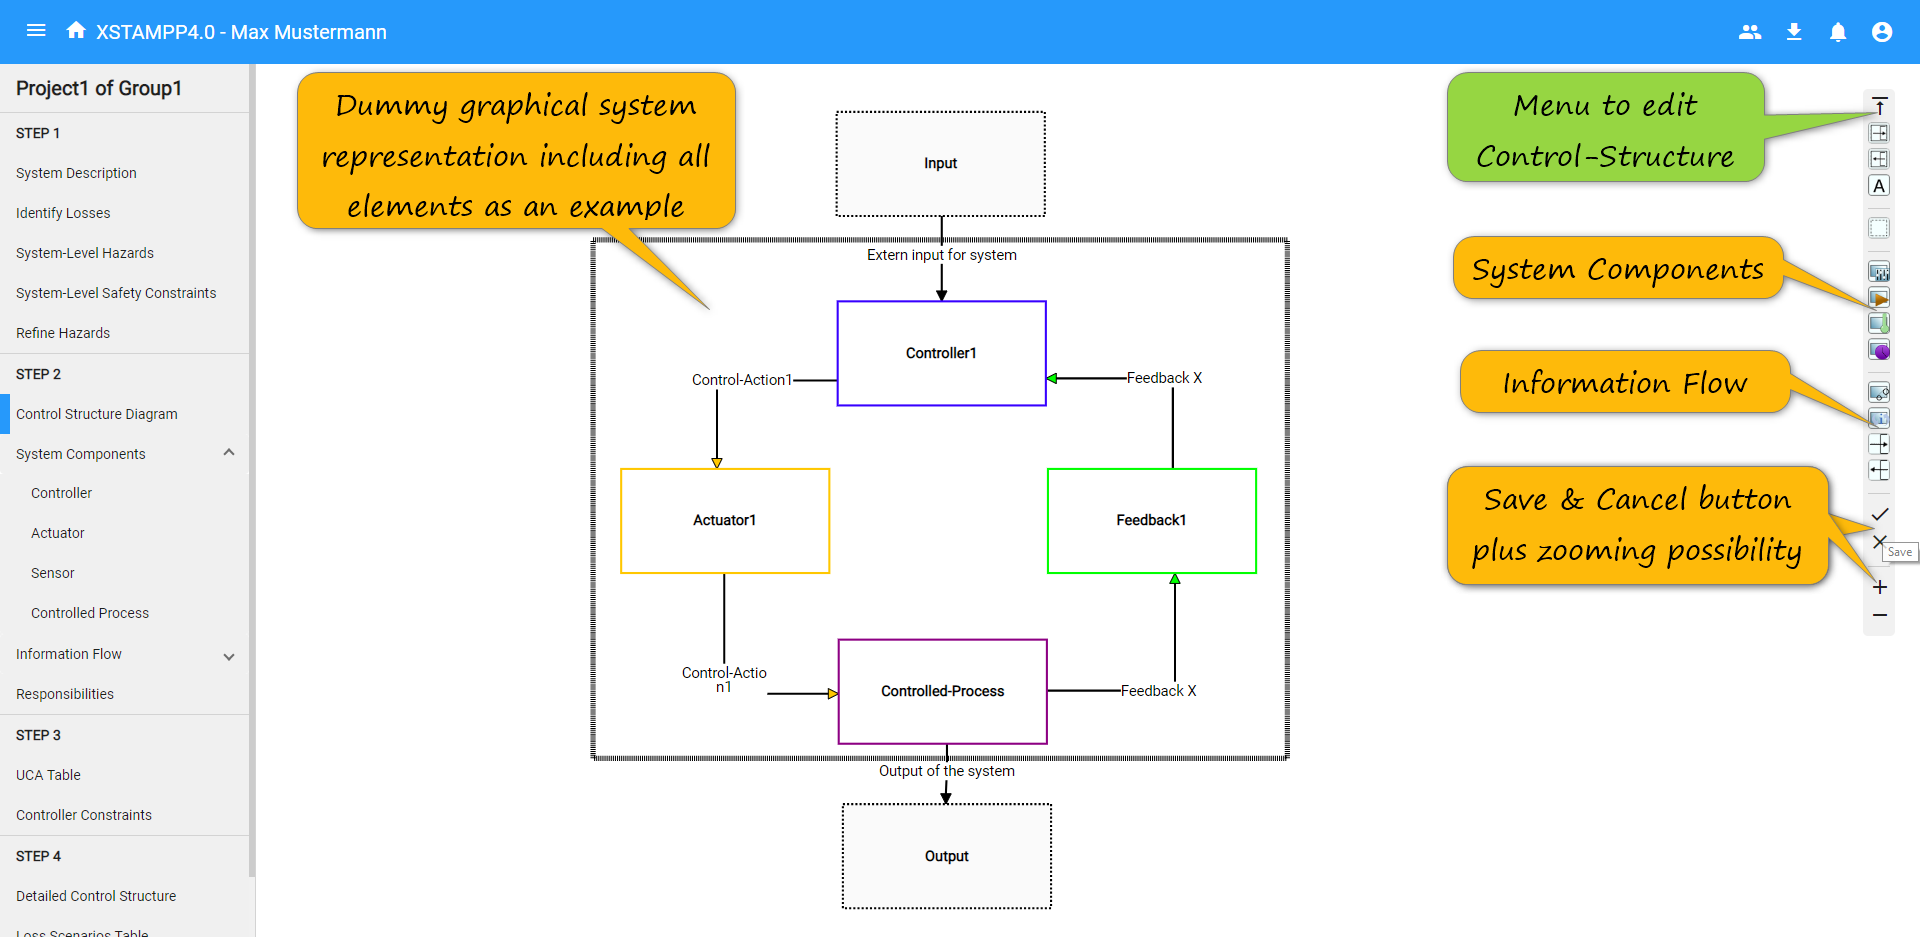 XSTAMPP4.0 - Max Mustermann
Project1 of Group1
STEP 1
System Description
Identify Losses
System-Level Hazards
System-Level Safety Constraints
Refine Hazards
STEP 2
Control Structure Diagram
System Components
Controller
Actuator
Sensor
Controlled Process
Information Flow
Responsibilities
STEP 3
UCA Table
Controller Constraints
STEP 4
Detailed Control Structure
Loss Scenarios Table
Dummy graphical system
representation including all
elements as an example
Input
Extern input for system
Controller1
Control-Action1
Feedback X
Actuator1
Feedback1
Control-Actio
n1
Controlled-Process
Feedback X
Output of the system
Output
Menu to edit
Control-Structure
System Components
Information Flow
Save & Cancel button
plus zooming possibility
A
Save